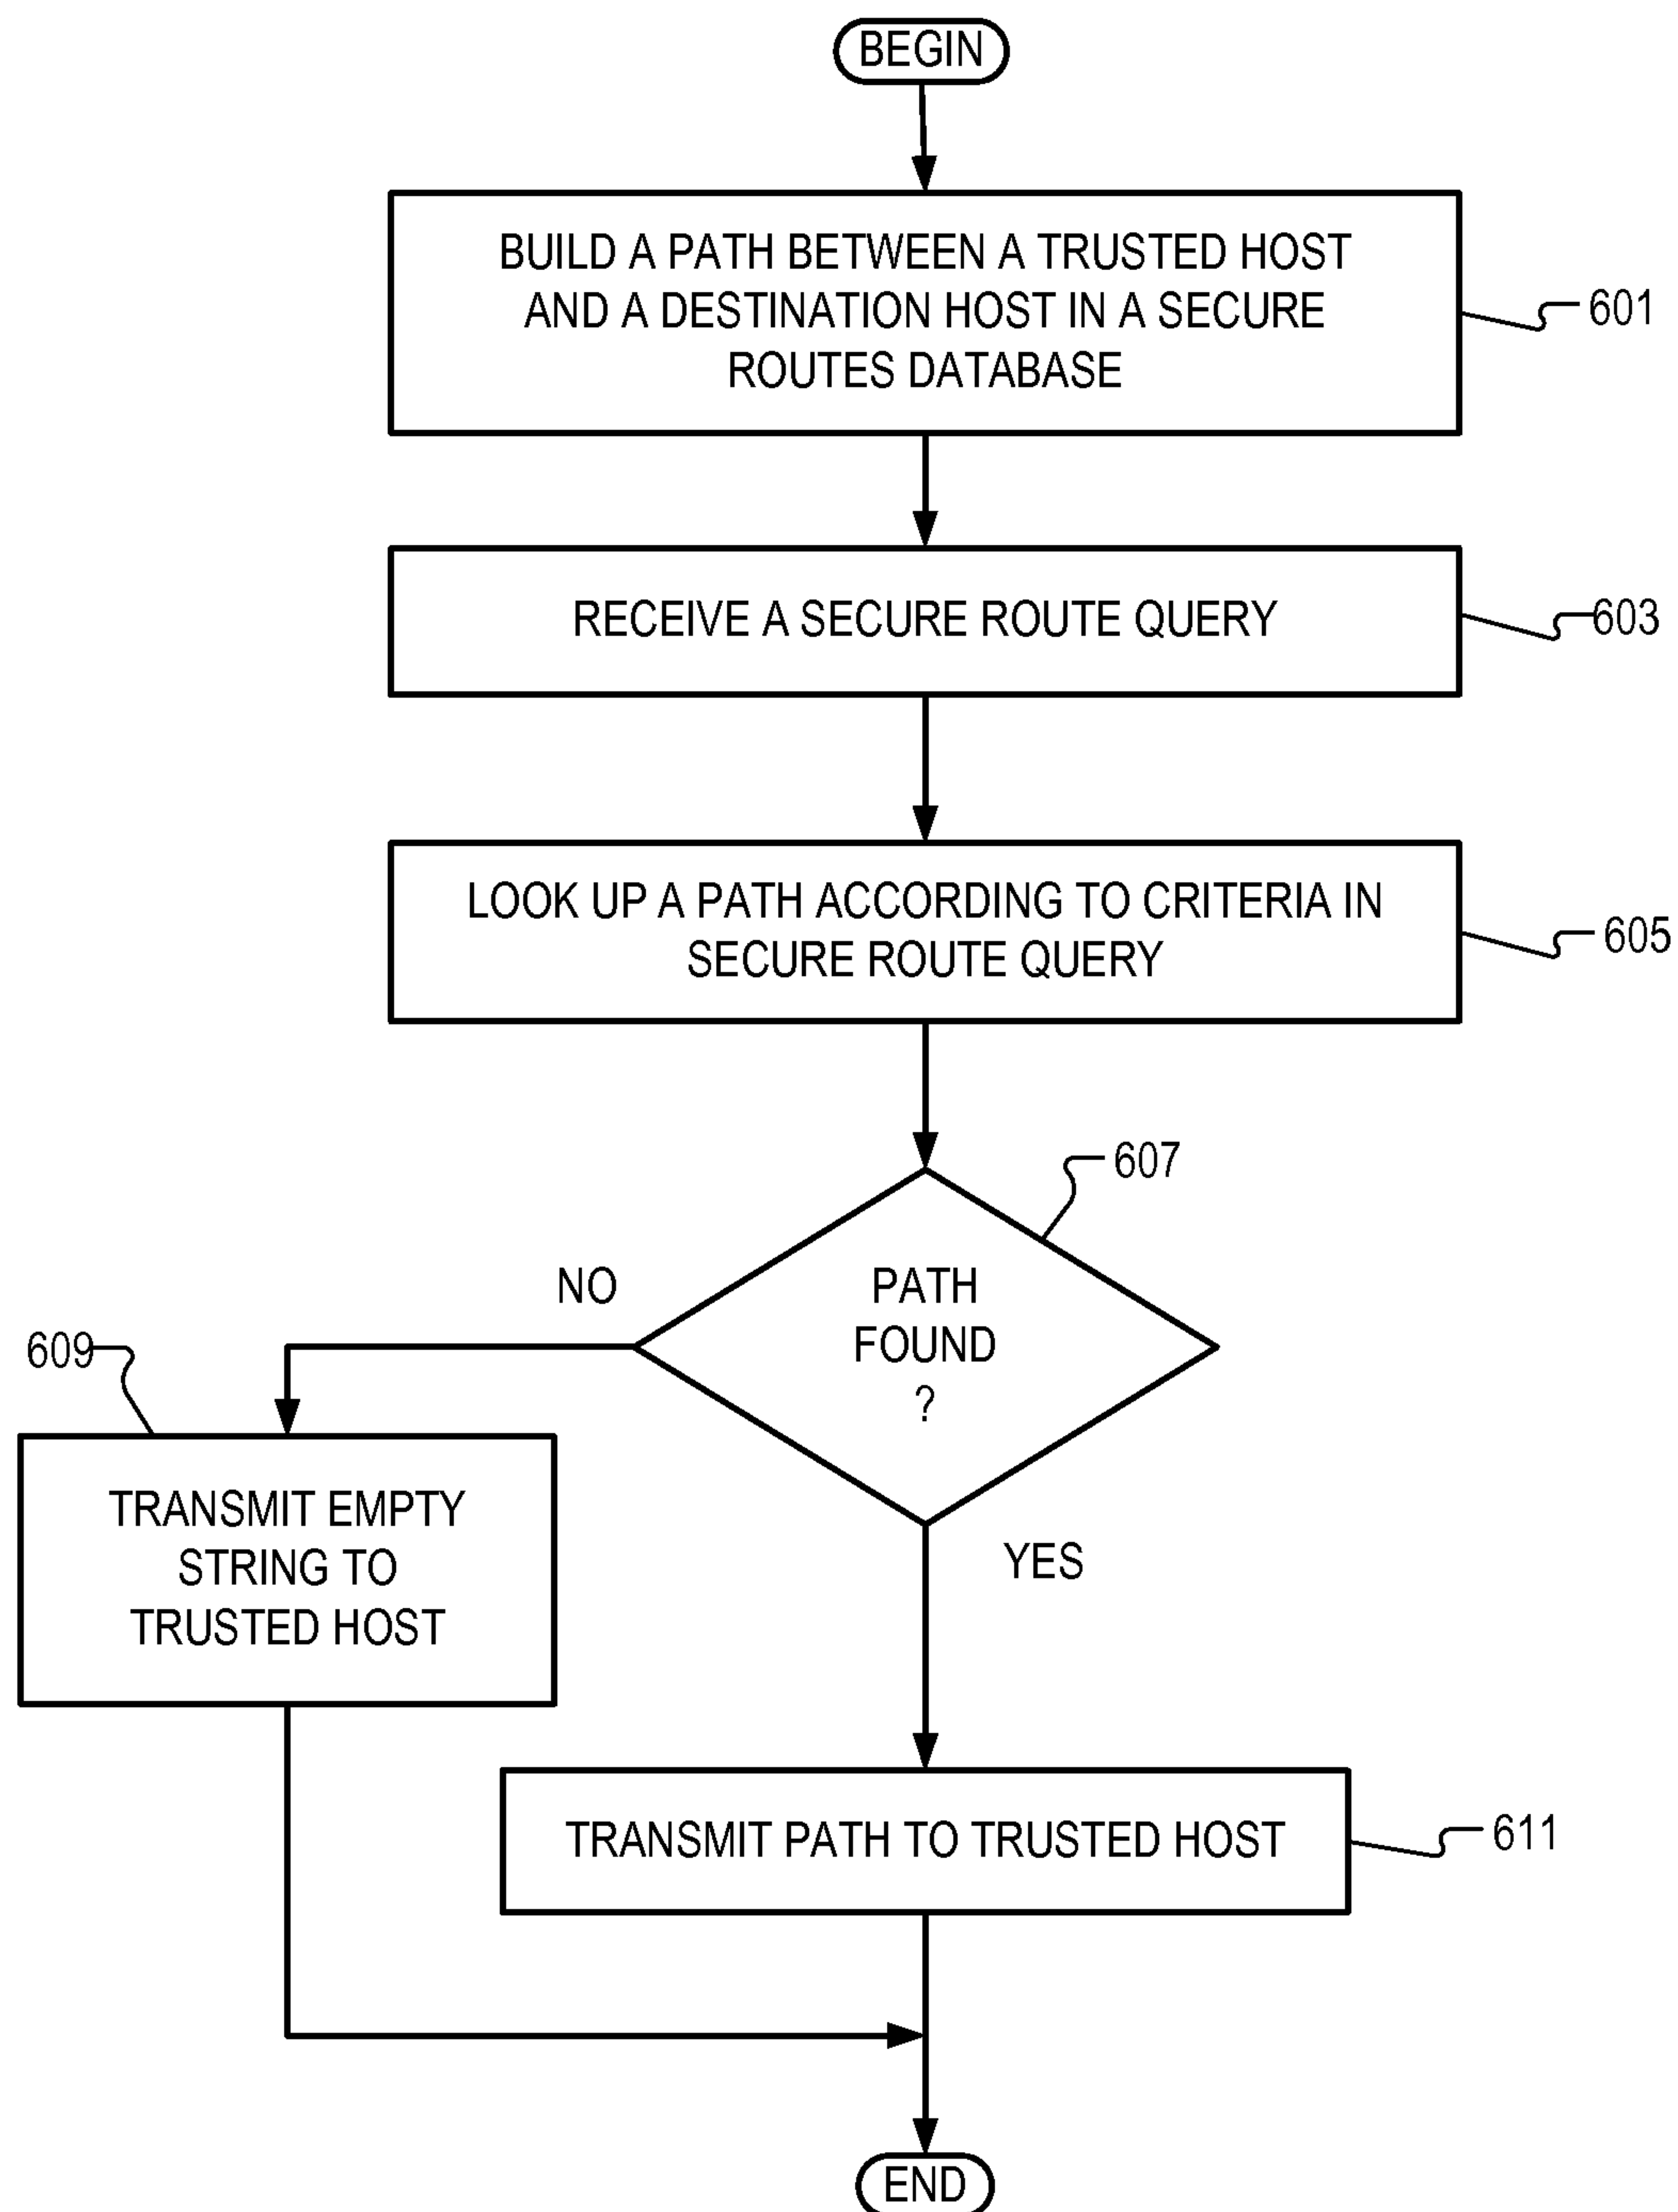 BEGIN
BUILD A PATH BETWEEN A TRUSTED HOST
AND A DESTINATION HOST IN A SECURE
ROUTES DATABASE
601
RECEIVE A SECURE ROUTE QUERY
603
LOOK UP A PATH ACCORDING TO CRITERIA IN
SECURE ROUTE QUERY
605
607
PATH
FOUND
?
NO
609
TRANSMIT EMPTY
STRING TO
TRUSTED HOST
YES
TRANSMIT PATH TO TRUSTED HOST
611
END